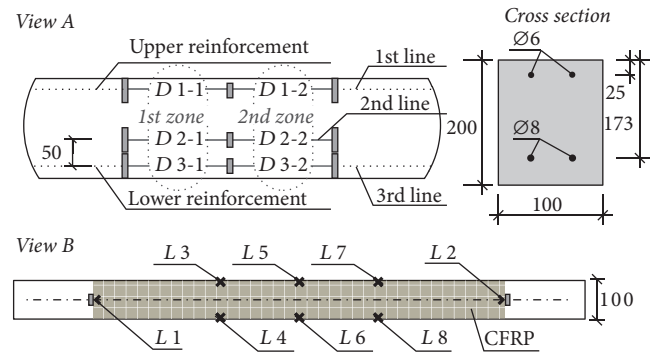 View A
Cross section
Upper reinforcement
1st line
Ø6
D 1-1
D 1-2
2nd line
25
1st zone
2nd zone
200
173
Ø8
50
D 2-1
D 2-2
D 3-1
D 3-2
Lower reinforcement
3rd line
100
View B
L 3
L 5
L 7
L 2
100
L 1
L 4
L 6
L 8
CFRP